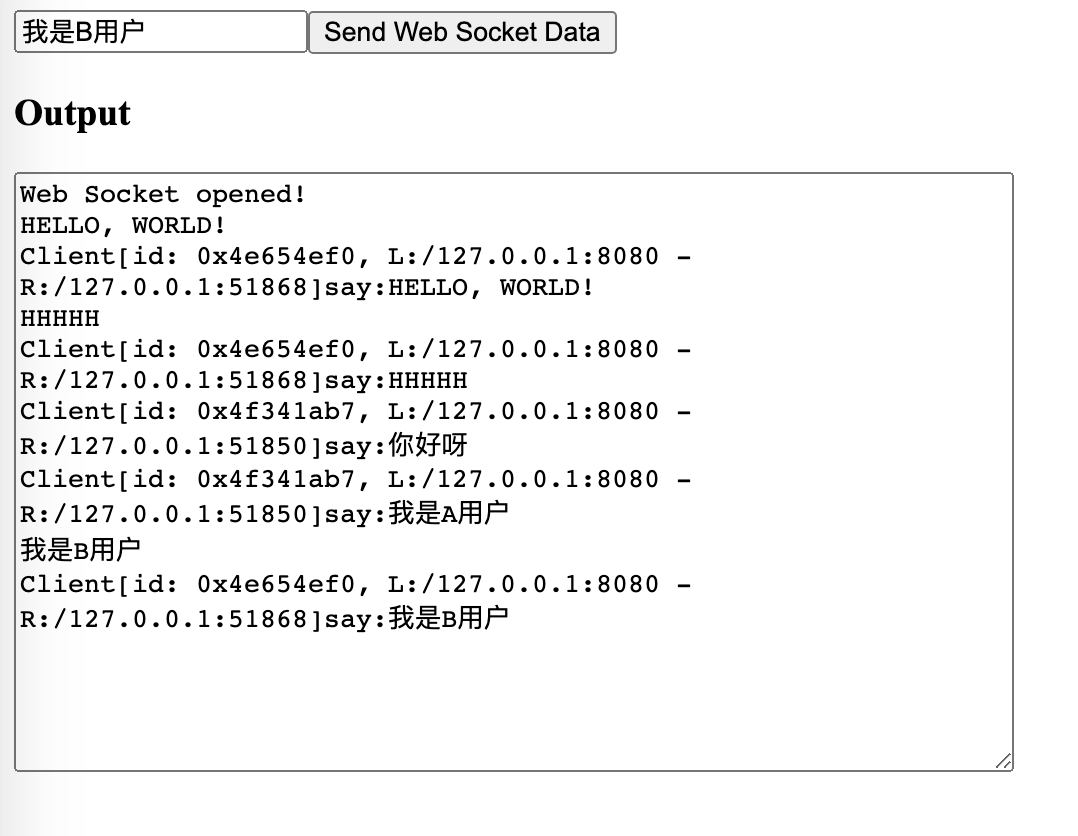 我是B用户
Send Web Socket Data
Output
Web Socket opened!
HELLO, WORLD!
Client[id: 0x4e654ef0, L:/127.0.0.1:8080 -
R:/127.0.0.1:51868]say:HELLO, WORLD!
HHHHH
Client[id: 0x4e654ef0, L:/127.0.0.1:8080 -
R:/127.0.0.1:51868]say:HHHHH
Client[id: 0x4f341ab7, L:/127.0.0.1:8080 -
R:/127.0.0.1:51850]say:你好呀
Client[id: 0x4f341ab7, L:/127.0.0.1:8080 -
R:/127.0.0.1:51850]say:我是A用户
我是B用户
Client[id: 0x4e654ef0, L:/127.0.0.1:8080 -
R:/127.0.0.1:51868]say:我是B用户